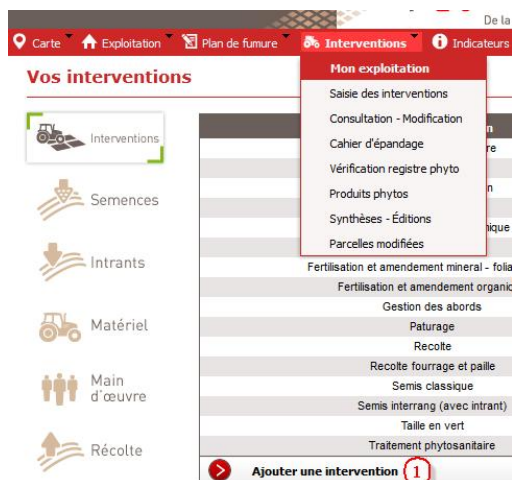 De la
Carte Exploitation Plan de fumure Interventions Indicateurs
Vos interventions
Mon exploitation
Saisie des interventions
Consultation - Modification
Cahier d'épandage
Vérification registre phyto
Produits phytos
Synthèses - Éditions
Parcelles modifiées
Interventions
Semences
Intrants
Matériel
Main
d'œuvre
Récolte
n
re
n
nique
Fertilisation et amendement mineral - folia
Fertilisation et amendement organic
Gestion des abords
Paturage
Recolte
Recolte fourrage et paille
Semis classique
Semis interrang (avec intrant)
Taille en vert
Traitement phytosanitaire
Ajouter une intervention 1